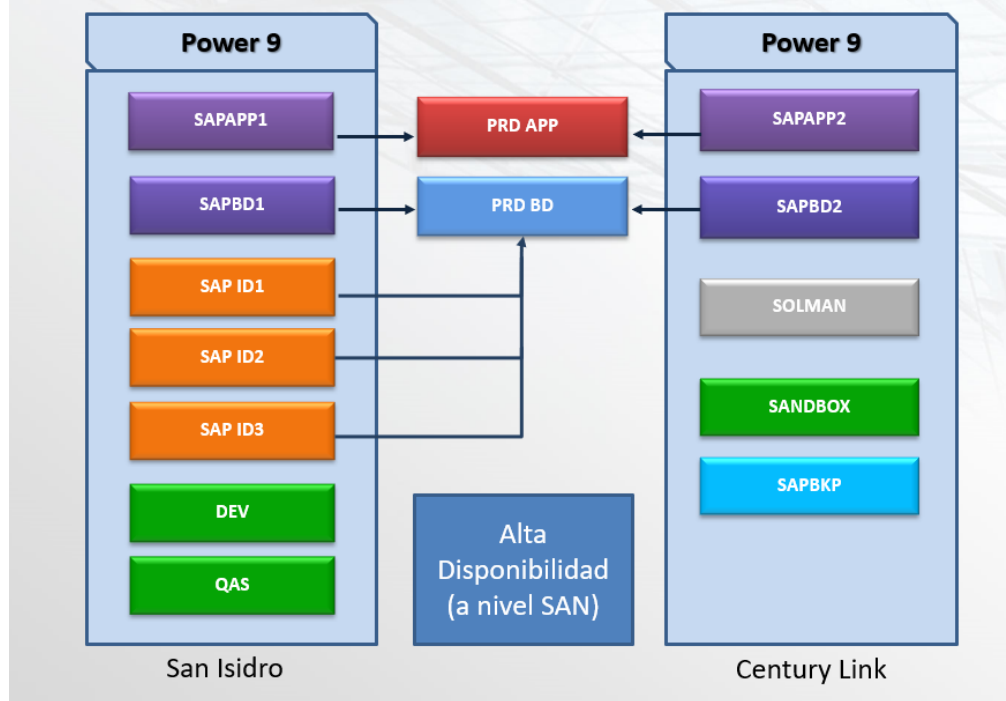 Power 9
SAPAPP1
SAPBD1
SAP ID1
SAP ID2
SAP ID3
DEV
QAS
San Isidro
PRD APP
PRD BD
Alta
Disponibilidad
(a nivel SAN)
Power 9
SAPAPP2
SAPBD2
SOLMAN
SANDBOX
SAPBKP
Century Link